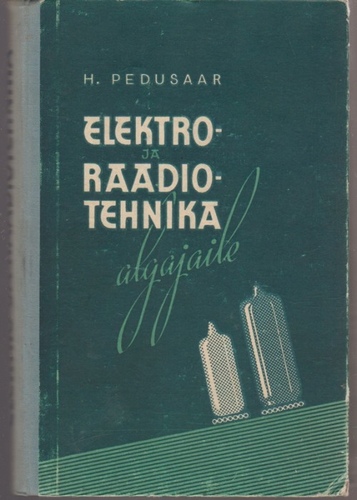 H. PEDUSAAR
ELEKTRO-
JA
RAADIO-
TEHNIKA
algajaile